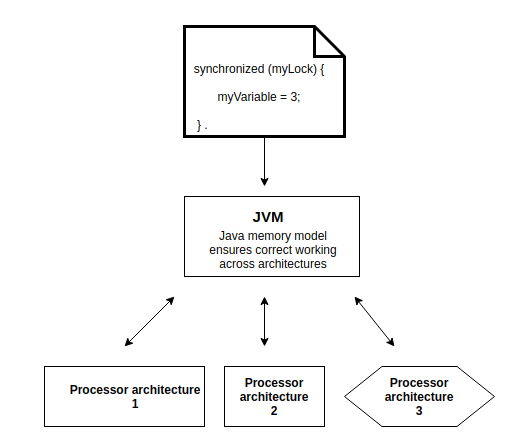 synchronized (myLock) {
myVariable = 3;
} .
JVM
Java memory model
ensures correct working
across architectures
Processor architecture
1
Processor
architecture
2
Processor
architecture
3